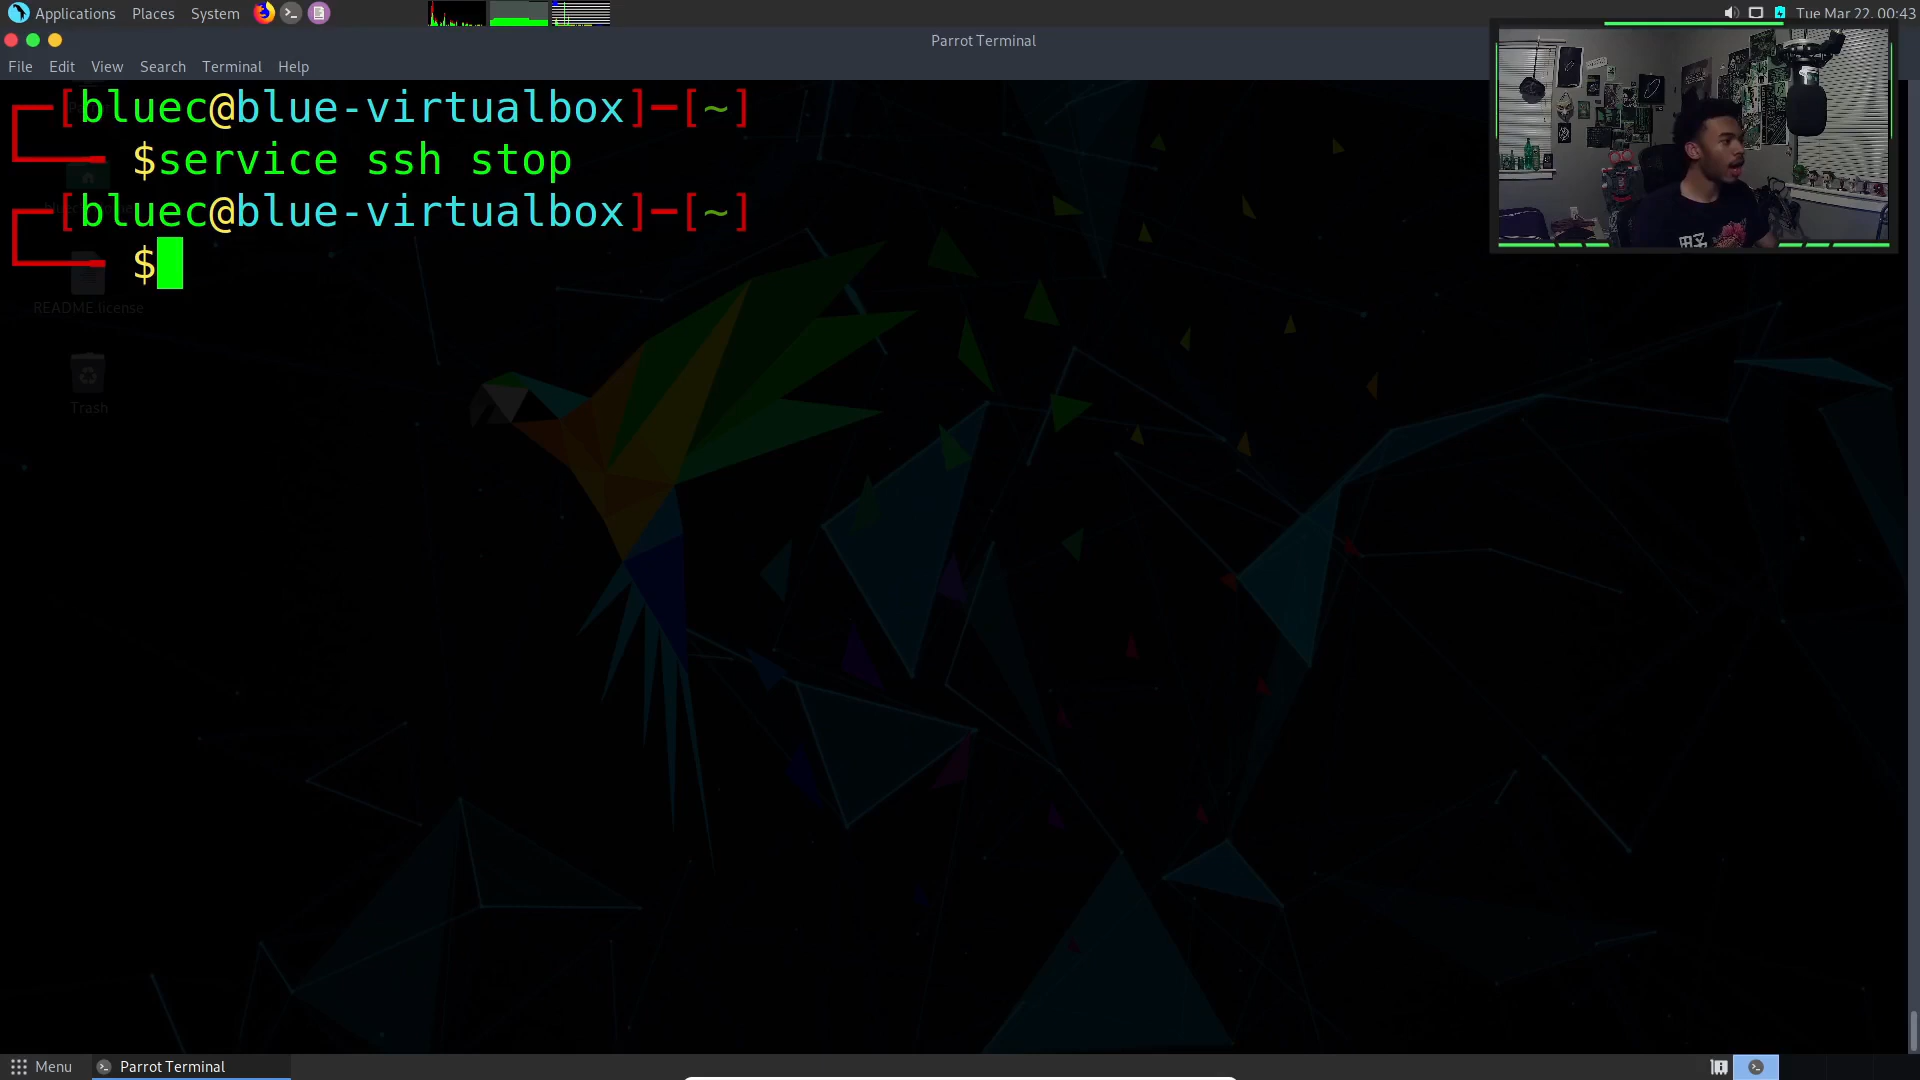 Applications Places System
Tue Mar 22, 00:43
Parrot Terminal
File Edit View Search Terminal Help
[bluec@blue-virtualbox]─[~]
$service ssh stop
[bluec@blue-virtualbox]─[~]
$
README.license
Trash
野
Menu Parrot Terminal